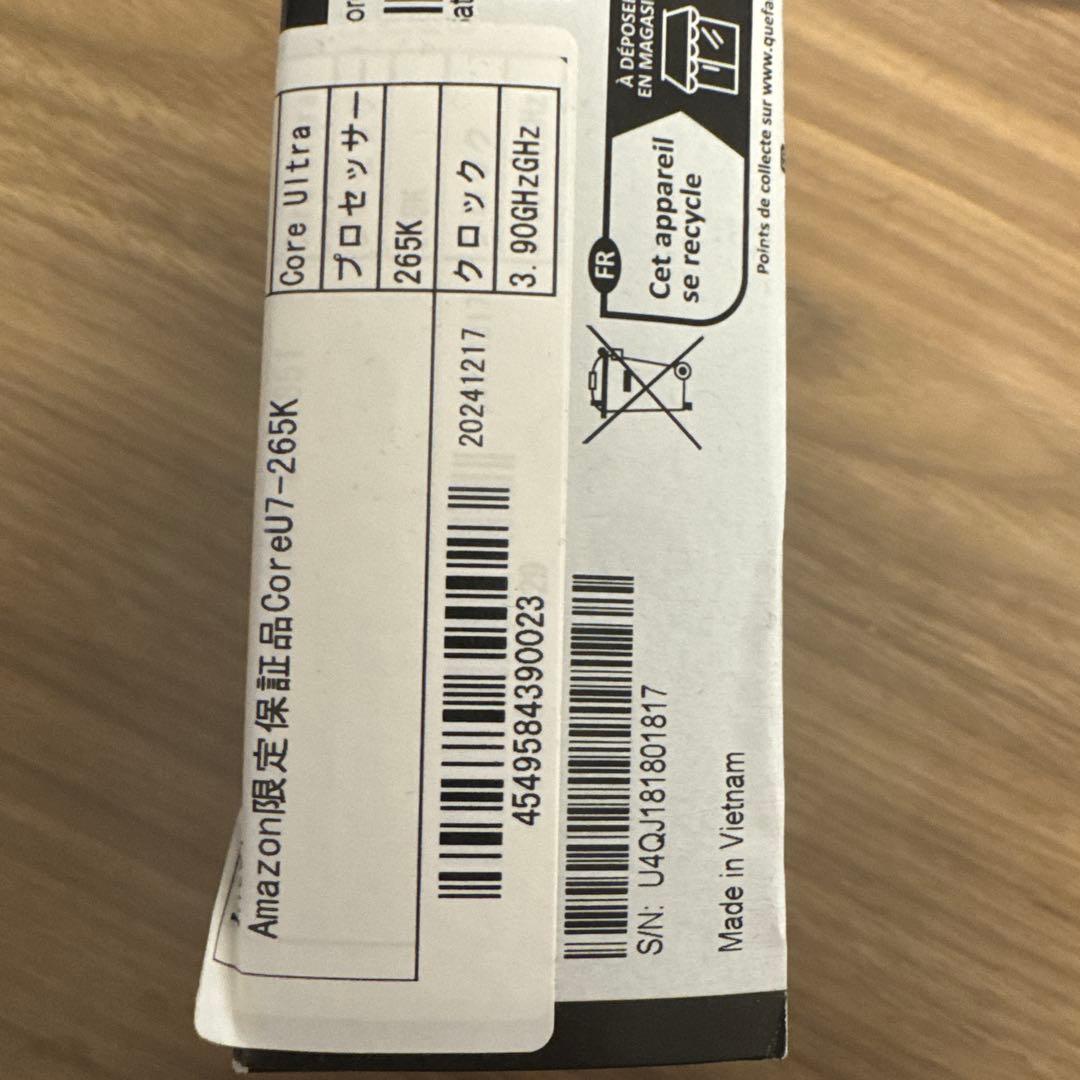 Amazon限定保証品CoreU7-265K
Core Ultra
プロセッサー
265K
クロック
3.90GHzGHz
20241217
4549584390023
S/N: U4QJ181801817
Made in Vietnam
FR
Cet appareil
se recycle
À DÉPOSER
EN MAGASIN
Points de collecte sur www.quefa